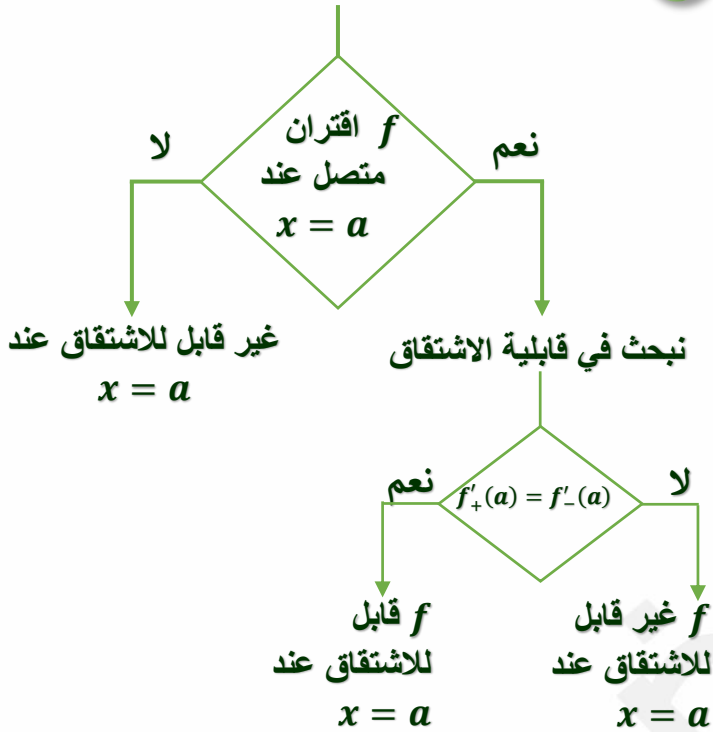 f اقتران
متصل عند
x = a
نعم
لا
غير قابل للاشتقاق عند
x = a
نبحث في قابلية الاشتقاق
f′₊(a) = f′₋(a)
لا
نعم
f غير قابل
للاشتقاق عند
x = a
f قابل
للاشتقاق عند
x = a